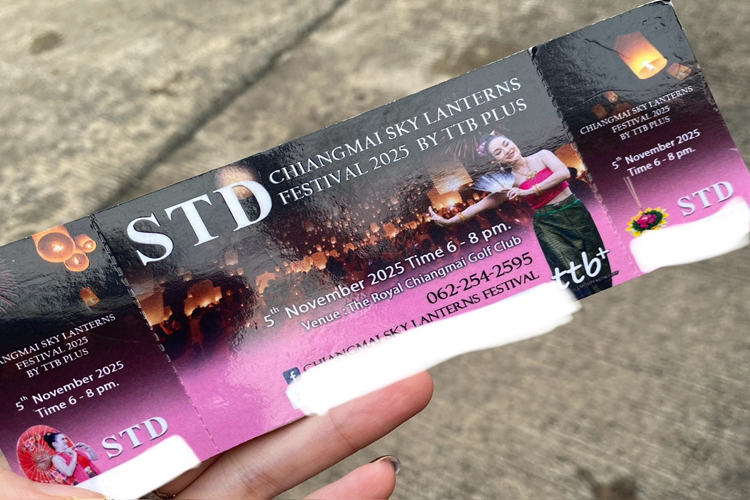 ANGMAI SKY LANTERNS
FESTIVAL 2025
BY TTB PLUS
5th November 2025
Time 6 - 8 pm.
STD
STD
CHIANGMAI SKY LANTERNS
FESTIVAL 2025 BY TTB PLUS
5th November 2025 Time 6 - 8 pm.
Venue : The Royal Chiangmai Golf Club
062-254-2595
CHIANGMAI SKY LANTERNS FESTIVAL
ttb+
CHIANGMAI SKY LANTERNS
FESTIVAL 2025
BY TTB PLUS
5th November 2025
Time 6 - 8 pm.
STD